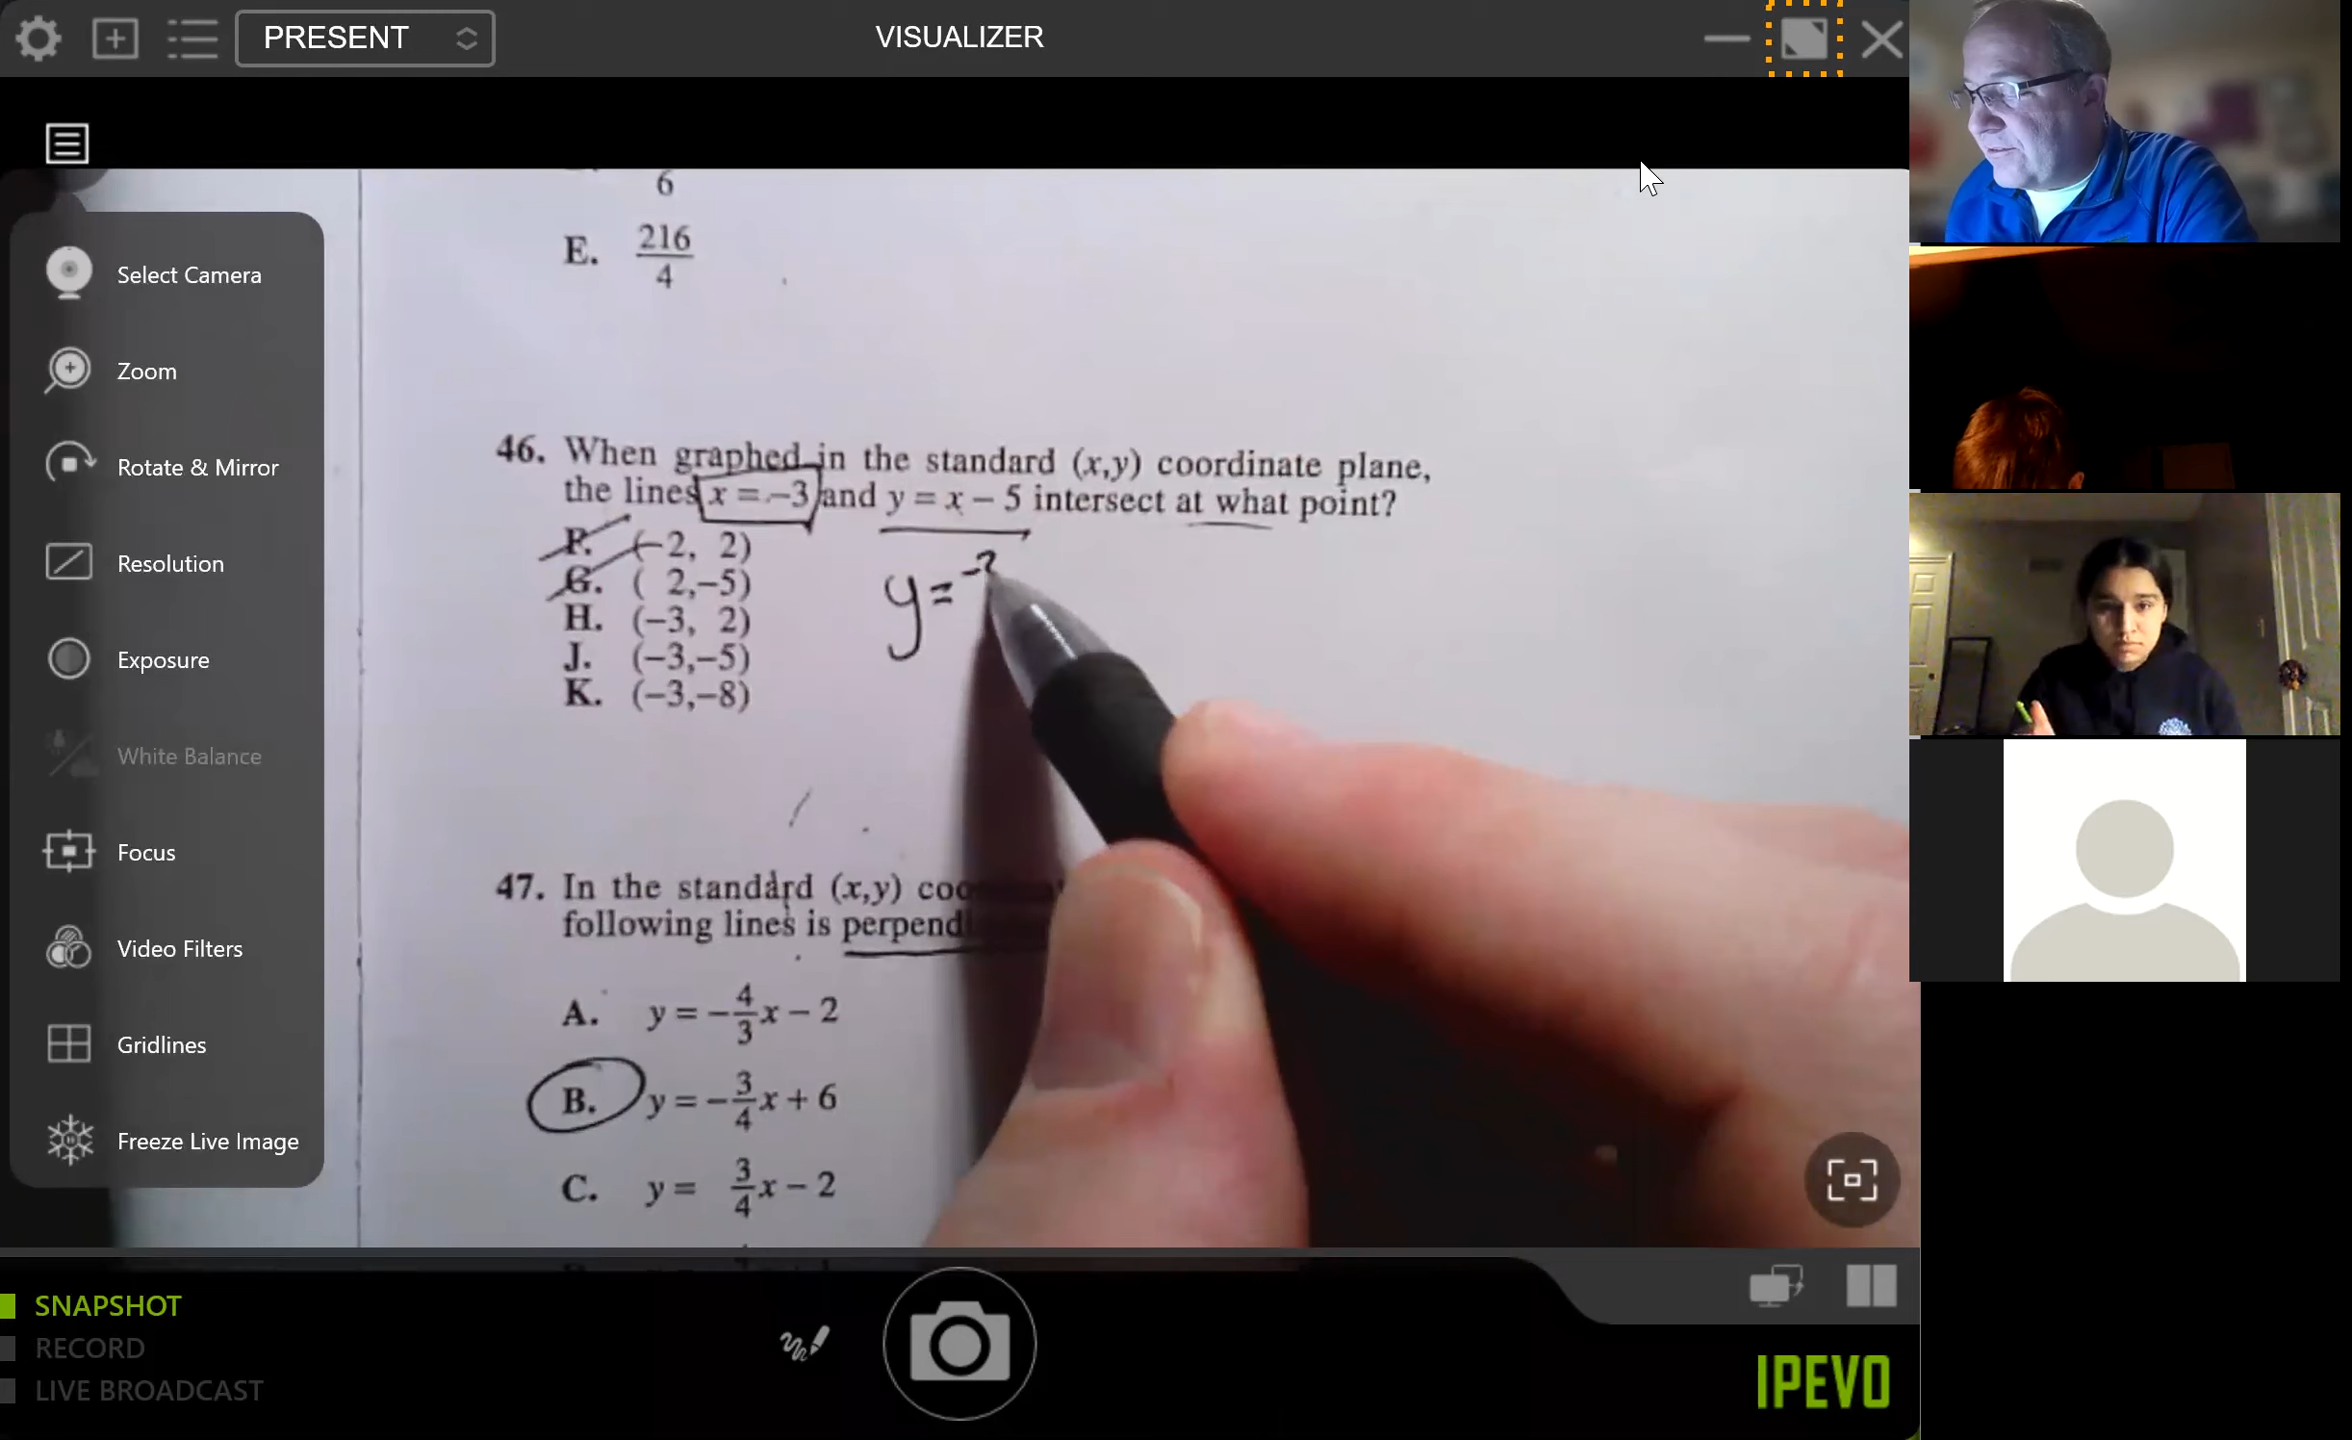 PRESENT
VISUALIZER
Select Camera
Zoom
Rotate & Mirror
Resolution
Exposure
White Balance
Focus
Video Filters
Gridlines
Freeze Live Image
6
E. 216/4
46. When graphed in the standard (x,y) coordinate plane,
the lines x = −3 and y = x − 5 intersect at what point?
F. (−2, 2)
G. ( 2,−5)
H. (−3, 2)
J. (−3,−5)
K. (−3,−8)
y =
47. In the standard (x,y)
following lines is
A. y = −4/3x − 2
B. y = −3/4x + 6
C. y = 3/4x − 2
SNAPSHOT
RECORD
LIVE BROADCAST
IPEVO